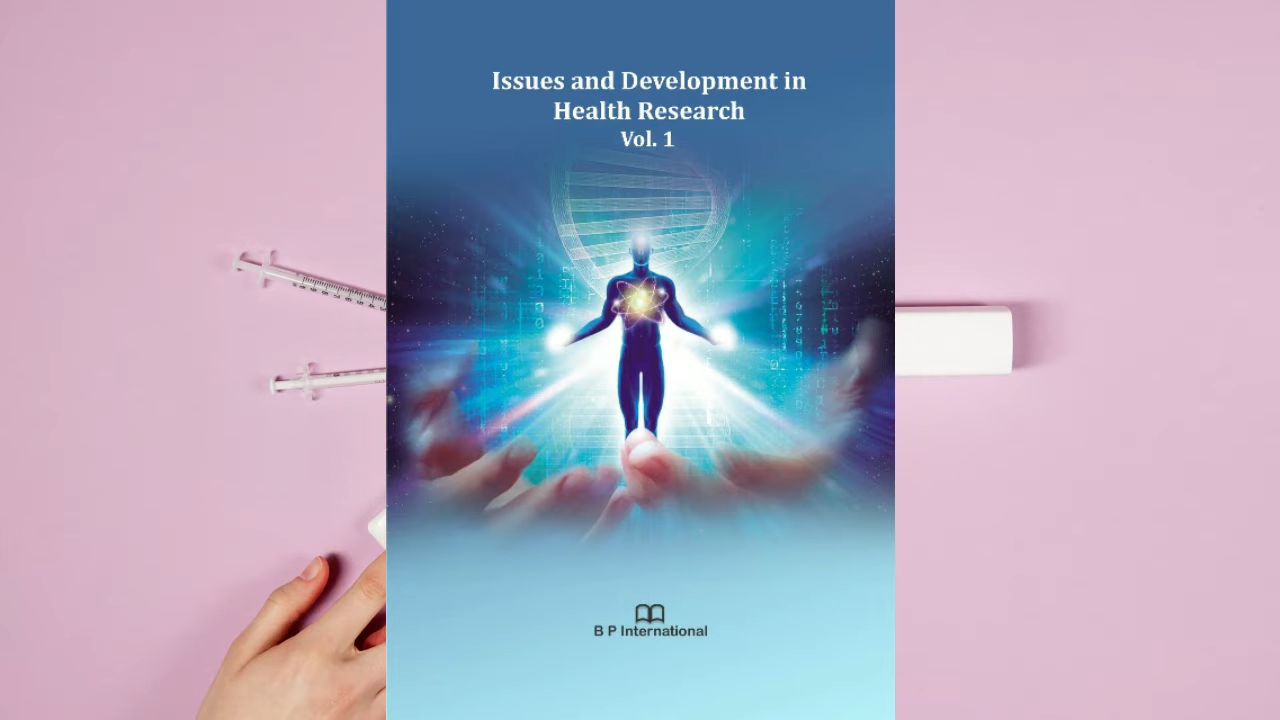 Issues and Development in
Health Research
Vol. 1
B P International